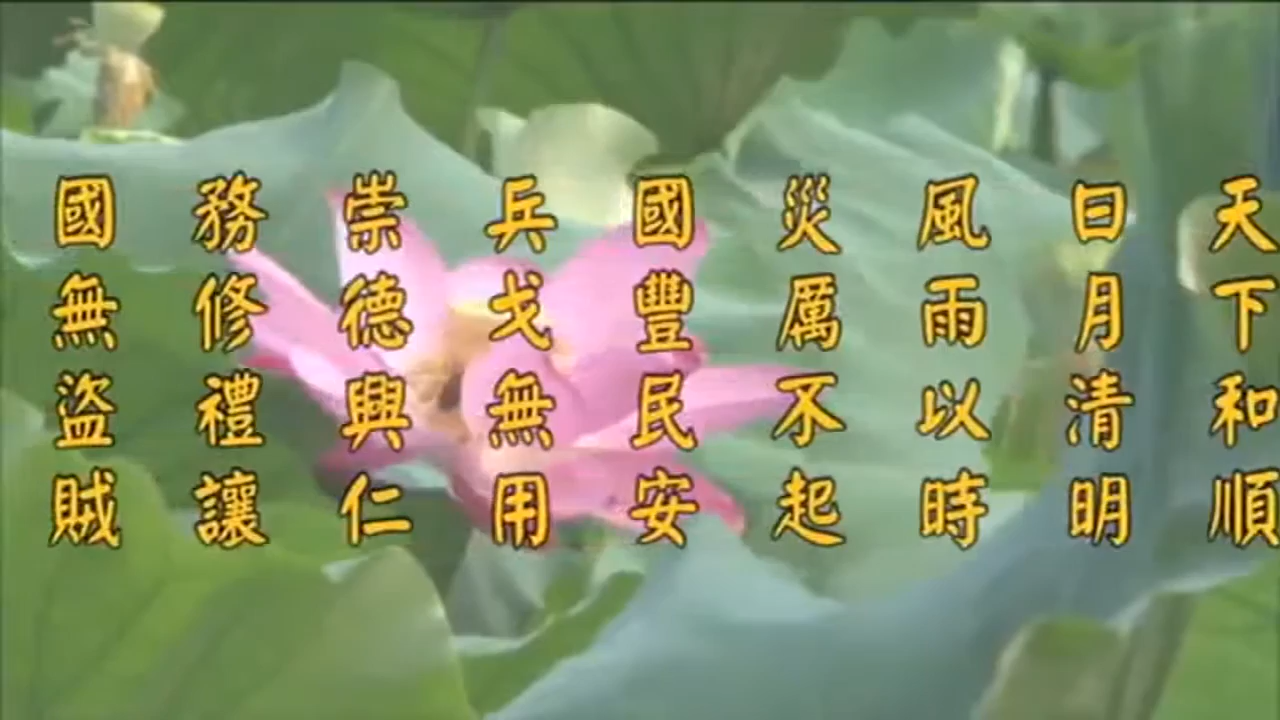 天下和順
日月清明
風雨以時
災厲不起
國豐民安
兵戈無用
崇德興仁
務修禮讓
國無盜賊